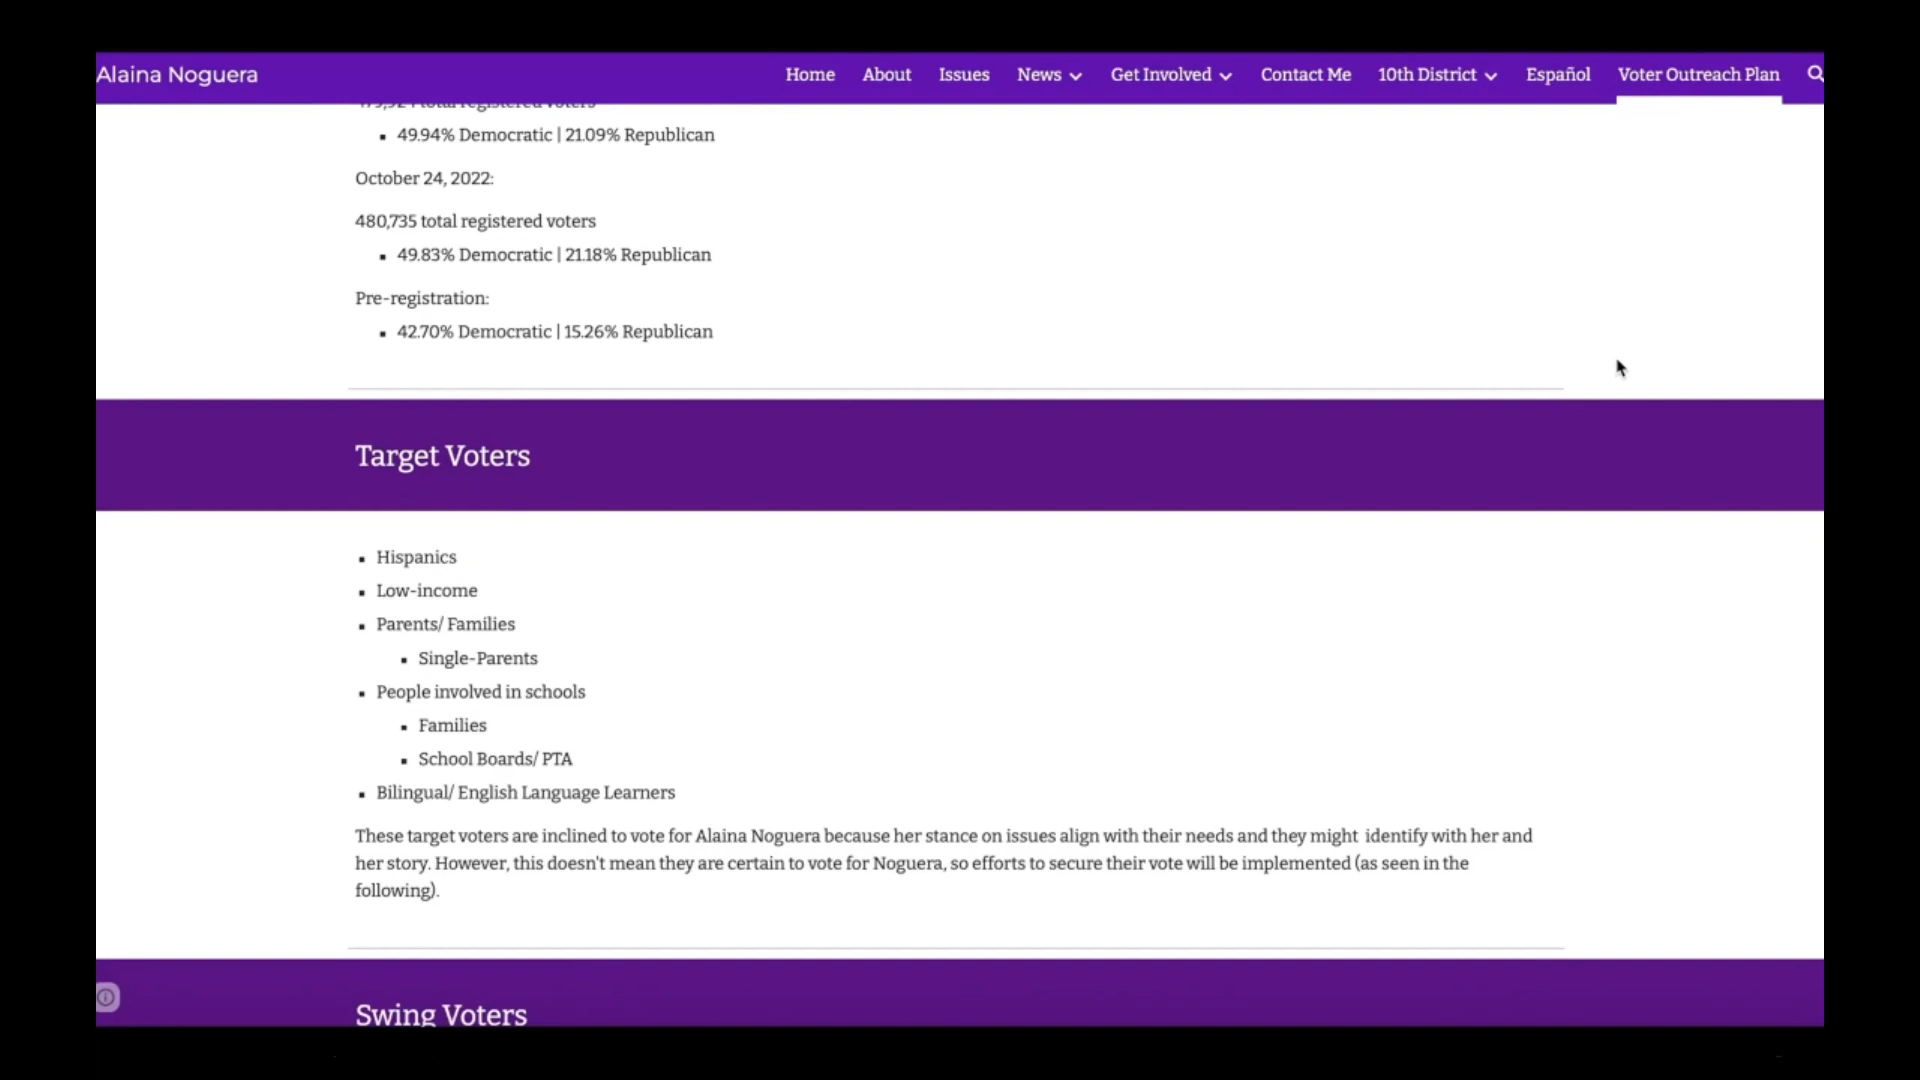 Alaina Noguera
Home About Issues News Get Involved Contact Me 10th District Español Voter Outreach Plan
total registered voters
▪ 49.94% Democratic | 21.09% Republican
October 24, 2022:
480,735 total registered voters
▪ 49.83% Democratic | 21.18% Republican
Pre-registration:
▪ 42.70% Democratic | 15.26% Republican
Target Voters
▪ Hispanics
▪ Low-income
▪ Parents/ Families
▪ Single-Parents
▪ People involved in schools
▪ Families
▪ School Boards/ PTA
▪ Bilingual/ English Language Learners
These target voters are inclined to vote for Alaina Noguera because her stance on issues align with their needs and they might identify with her and
her story. However, this doesn't mean they are certain to vote for Noguera, so efforts to secure their vote will be implemented (as seen in the
following).
Swing Voters